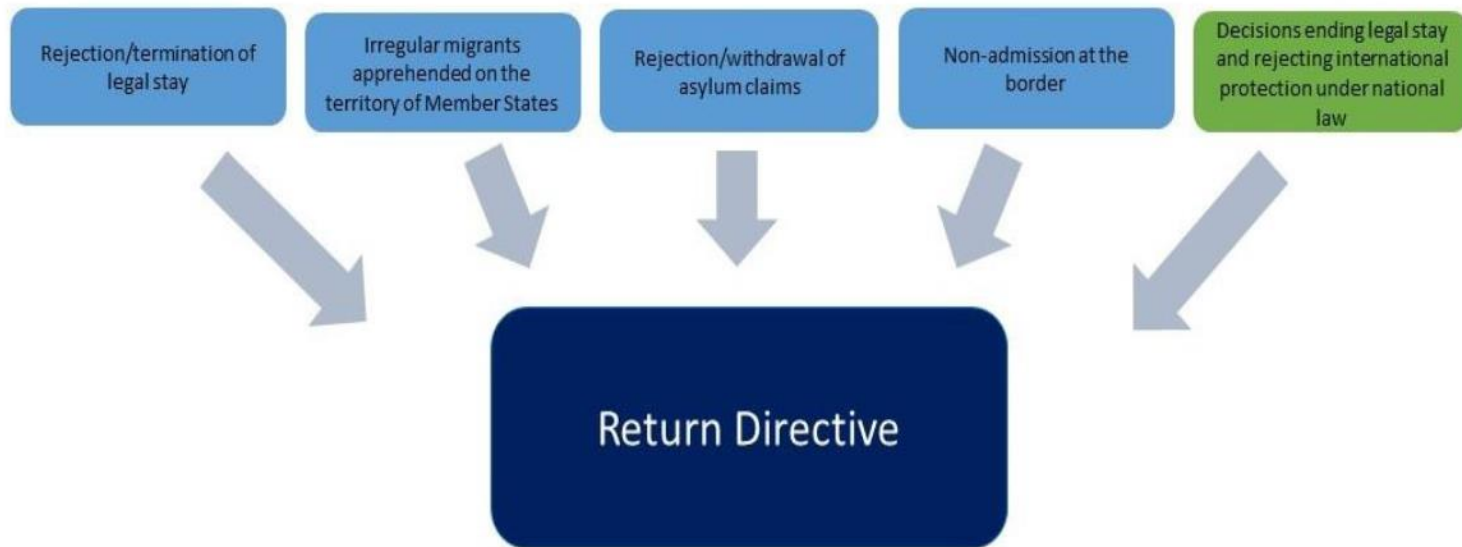 Rejection/termination of
legal stay
Irregular migrants
apprehended on the
territory of Member States
Rejection/withdrawal of
asylum claims
Non-admission at the
border
Decisions ending legal stay
and rejecting international
protection under national
law
Return Directive